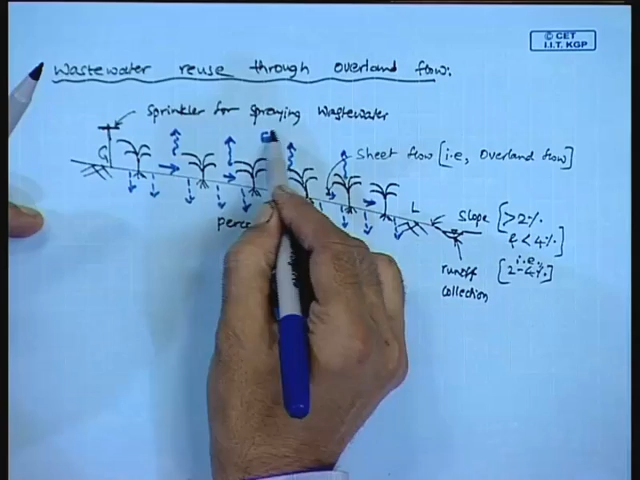 © CET
I.I.T. KGP
Wastewater reuse through overland flow:
Sprinkler for spraying wastewater
G
Sheet flow [i.e., Overland flow]
L
Slope [>2%
& <4%]
i.e.
[2-4%]
runoff
collection